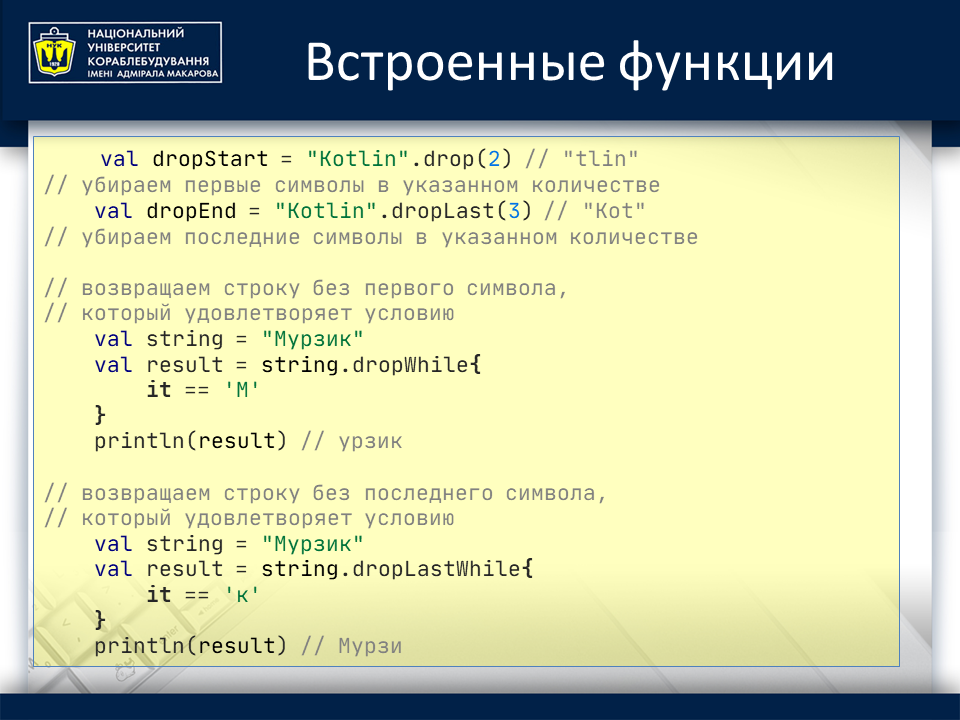 НАЦІОНАЛЬНИЙ
УНІВЕРСИТЕТ
КОРАБЛЕБУДУВАННЯ
ІМЕНІ АДМІРАЛА МАКАРОВА
НУК
1920
Встроенные функции
val dropStart = "Kotlin".drop(2) // "tlin"
// убираем первые символы в указанном количестве
val dropEnd = "Kotlin".dropLast(3) // "Kot"
// убираем последние символы в указанном количестве
// возвращаем строку без первого символа,
// который удовлетворяет условию
val string = "Мурзик"
val result = string.dropWhile{
it == 'М'
}
println(result) // урзик
// возвращаем строку без последнего символа,
// который удовлетворяет условию
val string = "Мурзик"
val result = string.dropLastWhile{
it == 'к'
}
println(result) // Мурзи